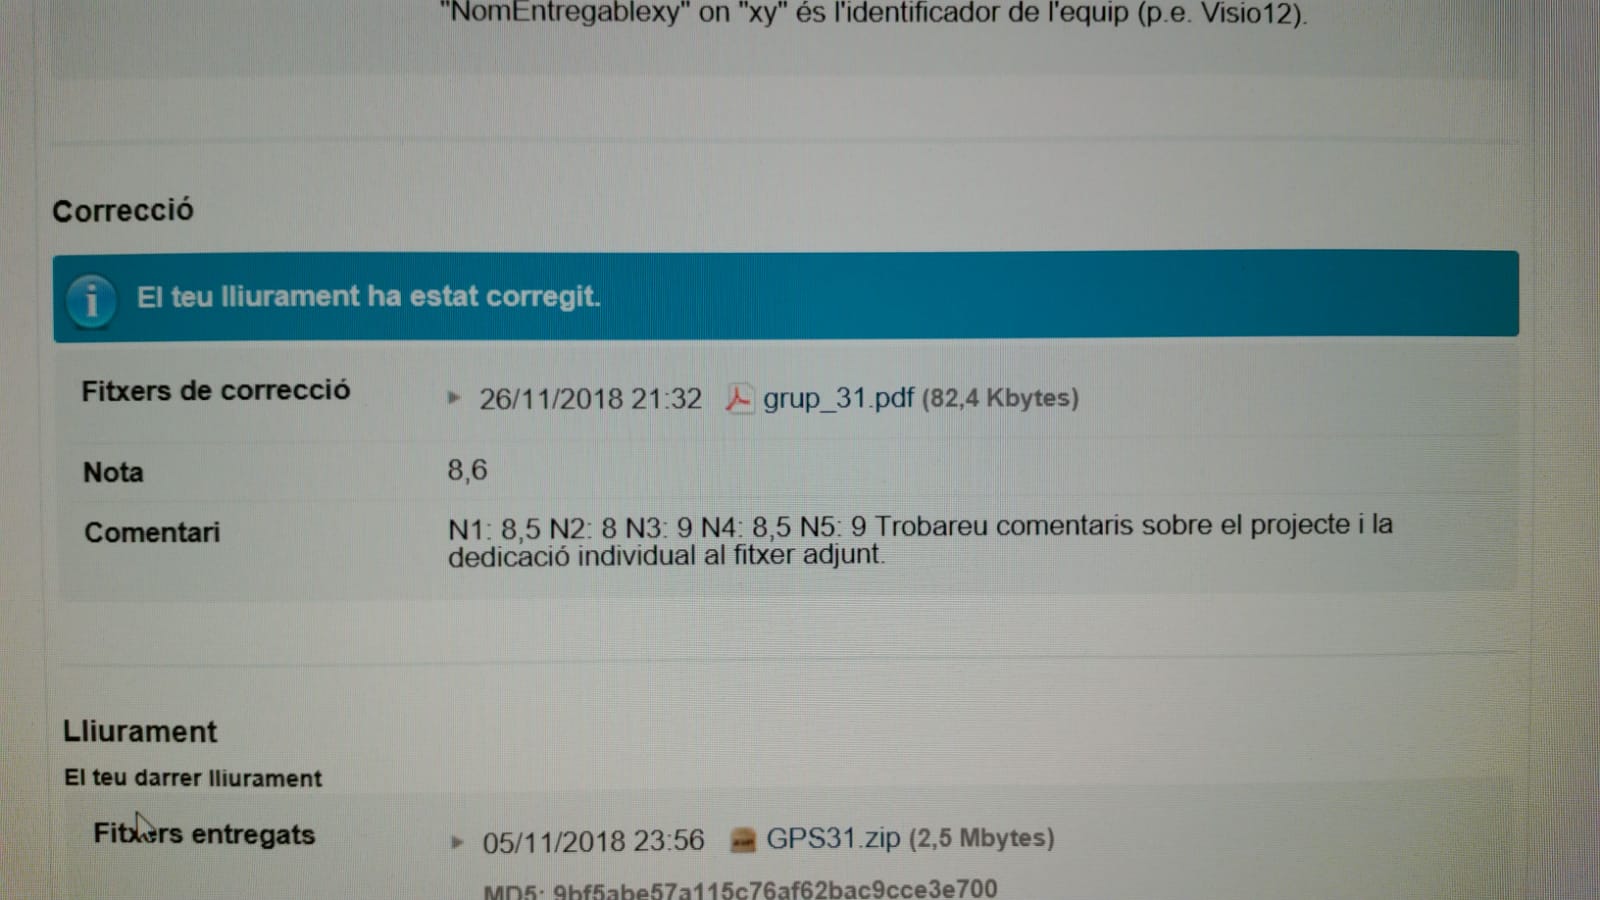 "NomEntregablexy" on "xy" és l'identificador de l'equip (p.e. Visio12).
Correcció
El teu lliurament ha estat corregit.
Fitxers de correcció
26/11/2018 21:32 grup_31.pdf (82,4 Kbytes)
Nota
8,6
Comentari
N1: 8,5 N2: 8 N3: 9 N4: 8,5 N5: 9 Trobareu comentaris sobre el projecte i la
dedicació individual al fitxer adjunt.
Lliurament
El teu darrer lliurament
Fitxers entregats
05/11/2018 23:56 GPS31.zip (2,5 Mbytes)
MD5: 9bf5abe57a115c76af62bac9cce3e700